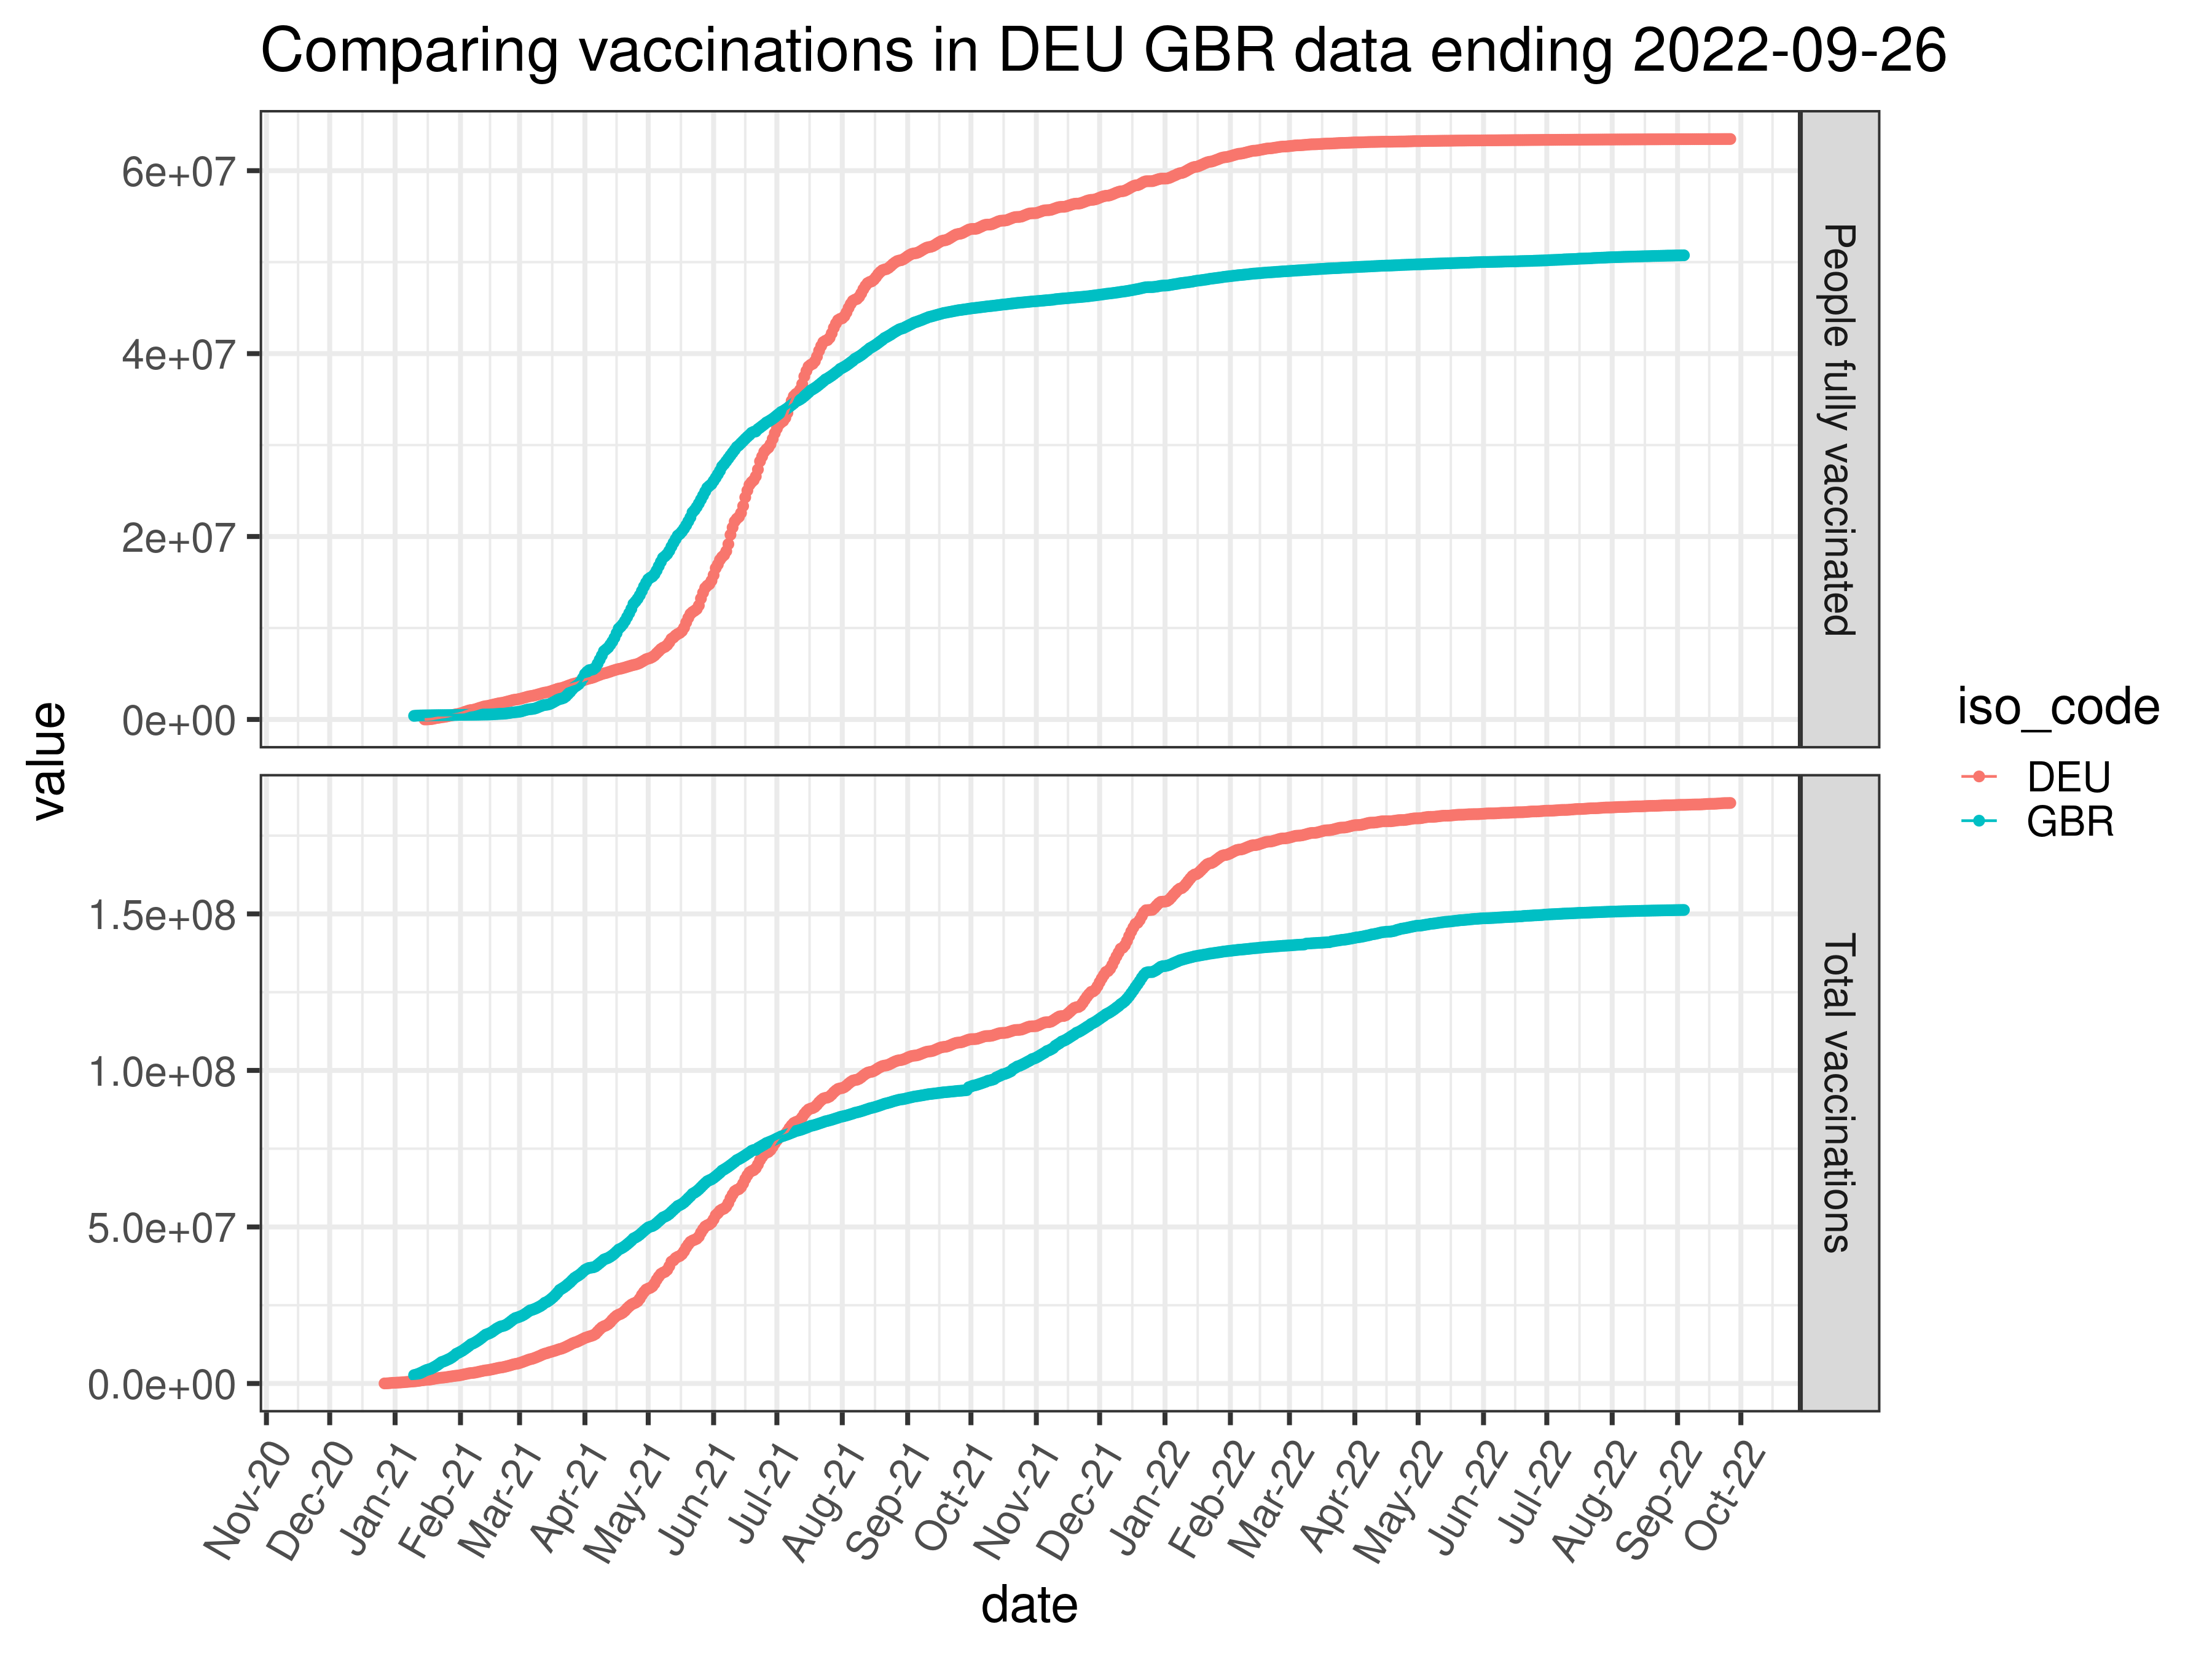 Comparing vaccinations in DEU GBR data ending 2022-09-26
value
6e+07
4e+07
2e+07
0e+00
People fully vaccinated
1.5e+08
1.0e+08
5.0e+07
0.0e+00
Total vaccinations
iso_code
DEU
GBR
Nov-20
Dec-20
Jan-21
Feb-21
Mar-21
Apr-21
May-21
Jun-21
Jul-21
Aug-21
Sep-21
Oct-21
Nov-21
Dec-21
Jan-22
Feb-22
Mar-22
Apr-22
May-22
Jun-22
Jul-22
Aug-22
Sep-22
Oct-22
date